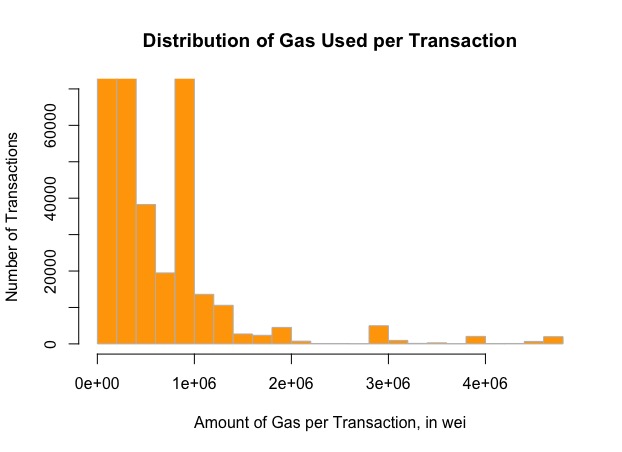 Distribution of Gas Used per Transaction
Number of Transactions
60000
40000
20000
0
0e+00 1e+06 2e+06 3e+06 4e+06
Amount of Gas per Transaction, in wei